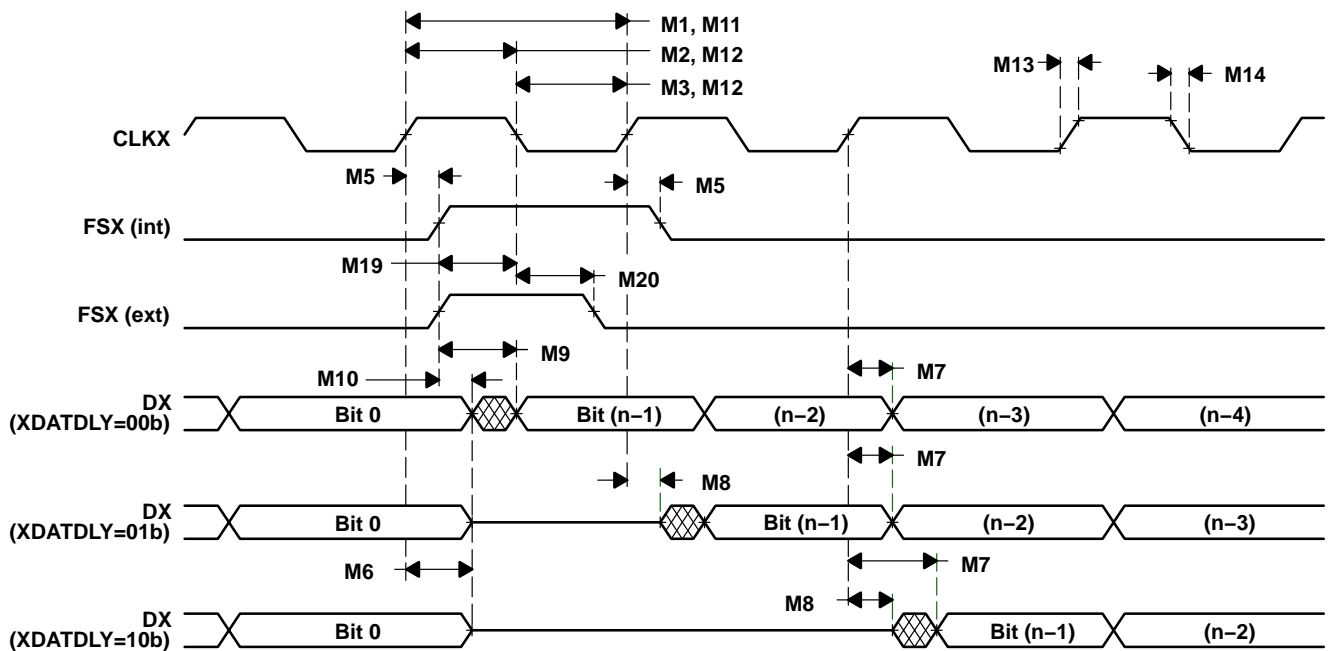 M1, M11
M2, M12
M3, M12
M13
M14
CLKX
M5
M5
FSX (int)
M19
M20
FSX (ext)
M9
M10
M7
DX
(XDATDLY=00b)
Bit 0
Bit (n−1)
(n−2)
(n−3)
(n−4)
M7
M8
DX
(XDATDLY=01b)
Bit 0
Bit (n−1)
(n−2)
(n−3)
M6
M7
M8
DX
(XDATDLY=10b)
Bit 0
Bit (n−1)
(n−2)